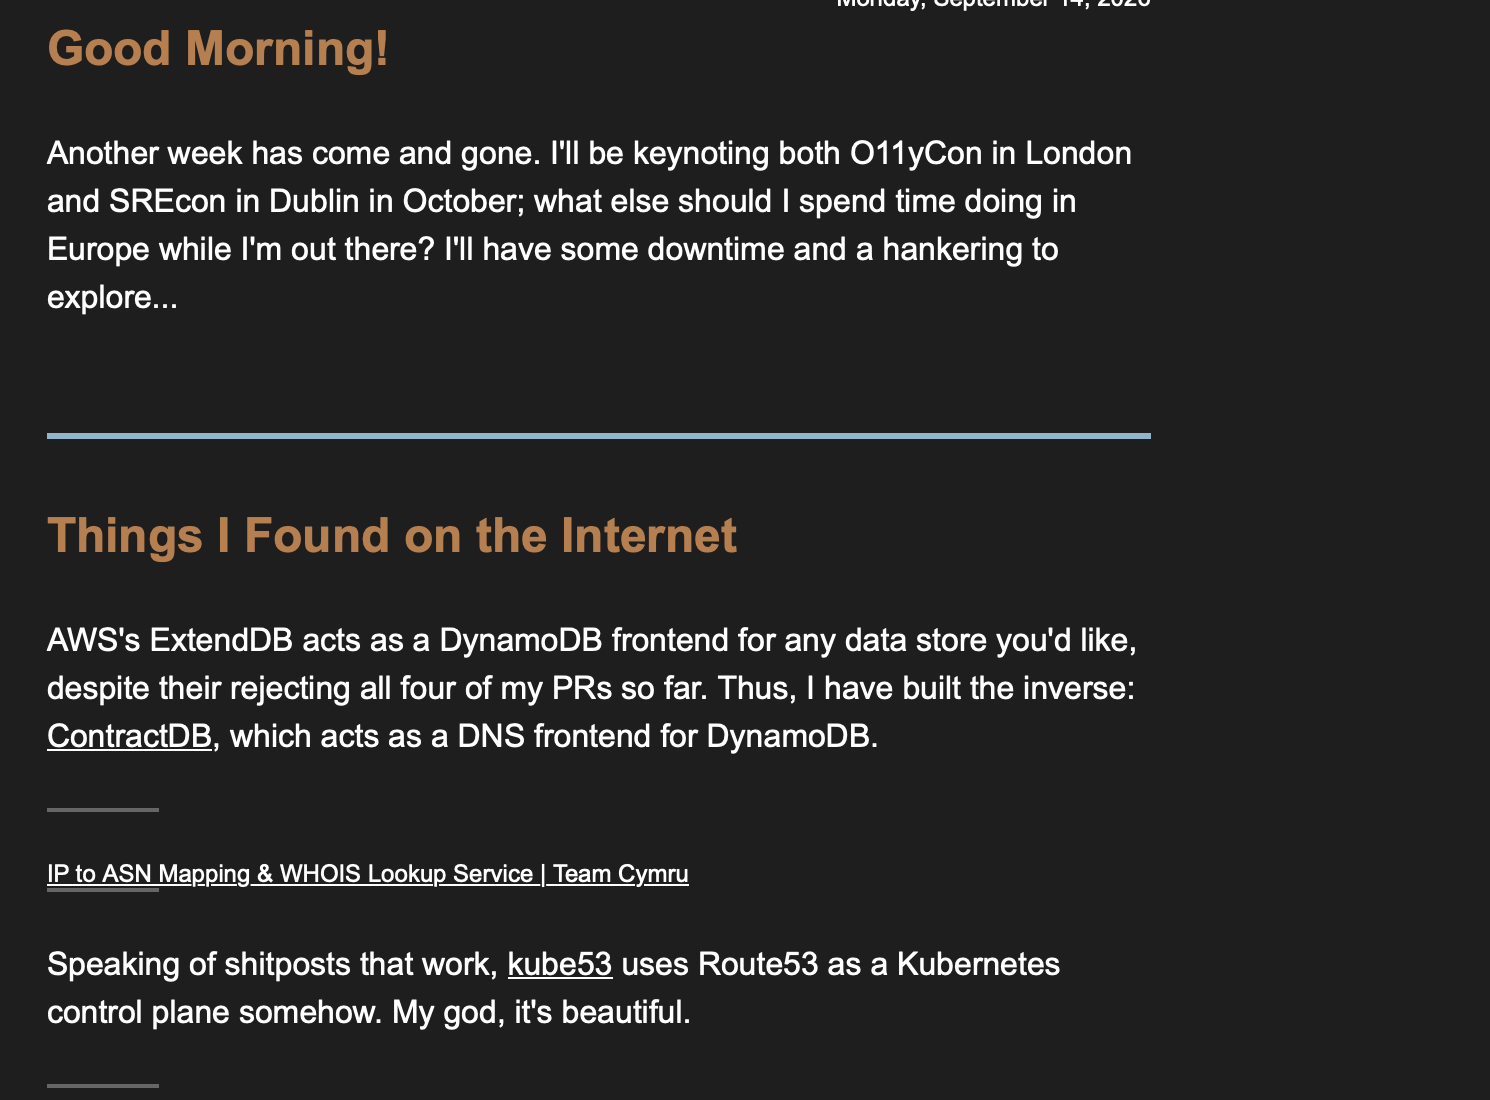 Monday, September 14, 2026
Good Morning!
Another week has come and gone. I'll be keynoting both O11yCon in London
and SREcon in Dublin in October; what else should I spend time doing in
Europe while I'm out there? I'll have some downtime and a hankering to
explore...
Things I Found on the Internet
AWS's ExtendDB acts as a DynamoDB frontend for any data store you'd like,
despite their rejecting all four of my PRs so far. Thus, I have built the inverse:
ContractDB, which acts as a DNS frontend for DynamoDB.
IP to ASN Mapping & WHOIS Lookup Service | Team Cymru
Speaking of shitposts that work, kube53 uses Route53 as a Kubernetes
control plane somehow. My god, it's beautiful.